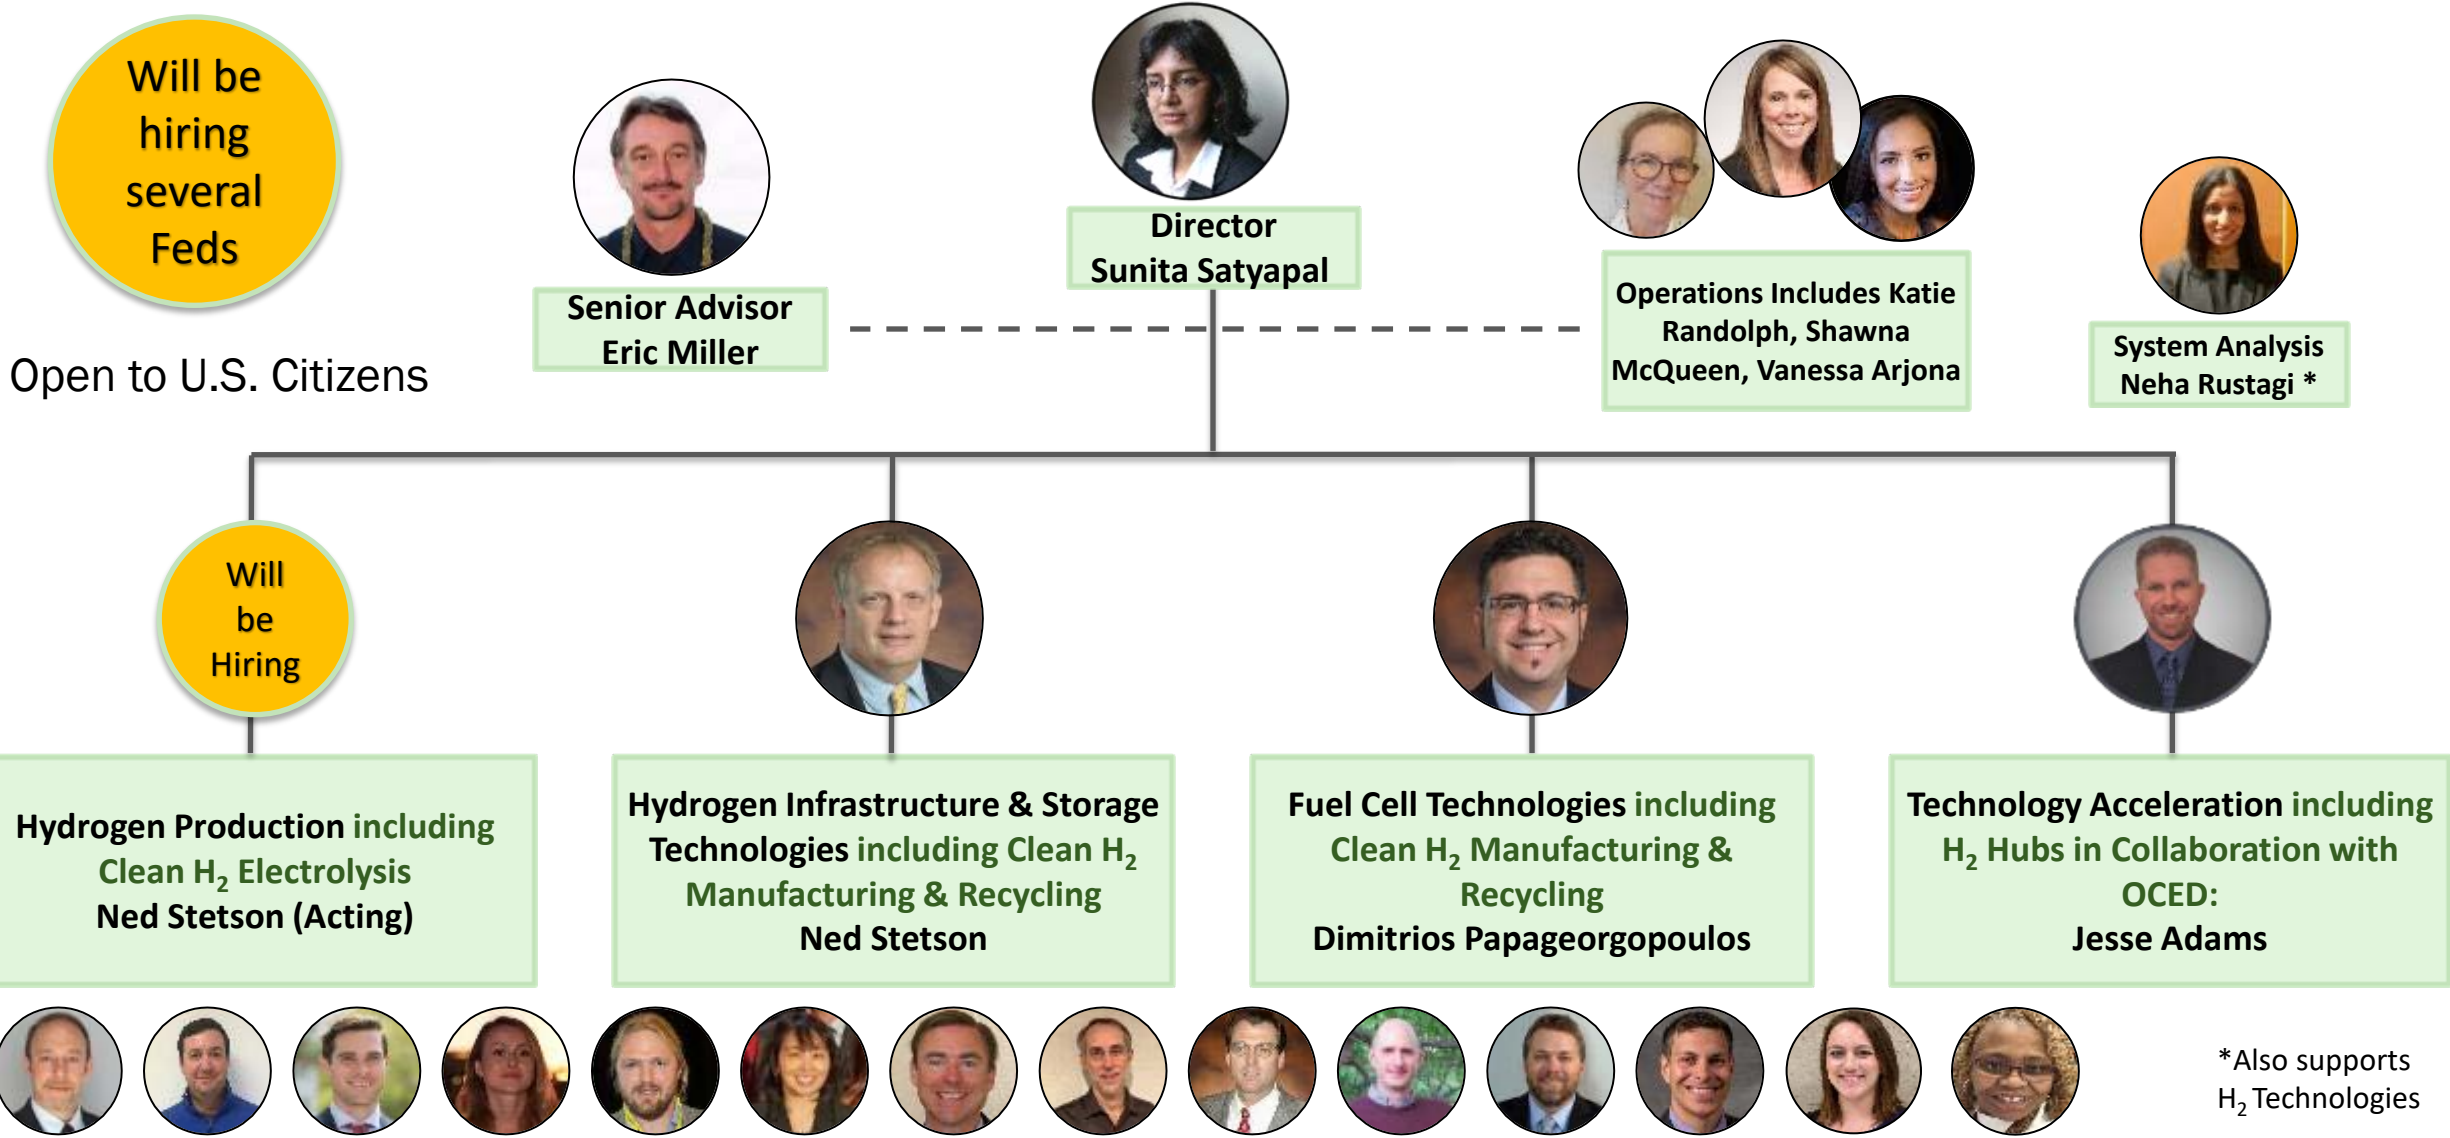 Will be
hiring
several
Feds
Open to U.S. Citizens
Senior Advisor
Eric Miller
Director
Sunita Satyapal
Operations Includes Katie
Randolph, Shawna
McQueen, Vanessa Arjona
System Analysis
Neha Rustagi *
Will
be
Hiring
Hydrogen Production including
Clean H₂ Electrolysis
Ned Stetson (Acting)
Hydrogen Infrastructure & Storage
Technologies including Clean H₂
Manufacturing & Recycling
Ned Stetson
Fuel Cell Technologies including
Clean H₂ Manufacturing &
Recycling
Dimitrios Papageorgopoulos
Technology Acceleration including
H₂ Hubs in Collaboration with
OCED:
Jesse Adams
*Also supports
H₂ Technologies